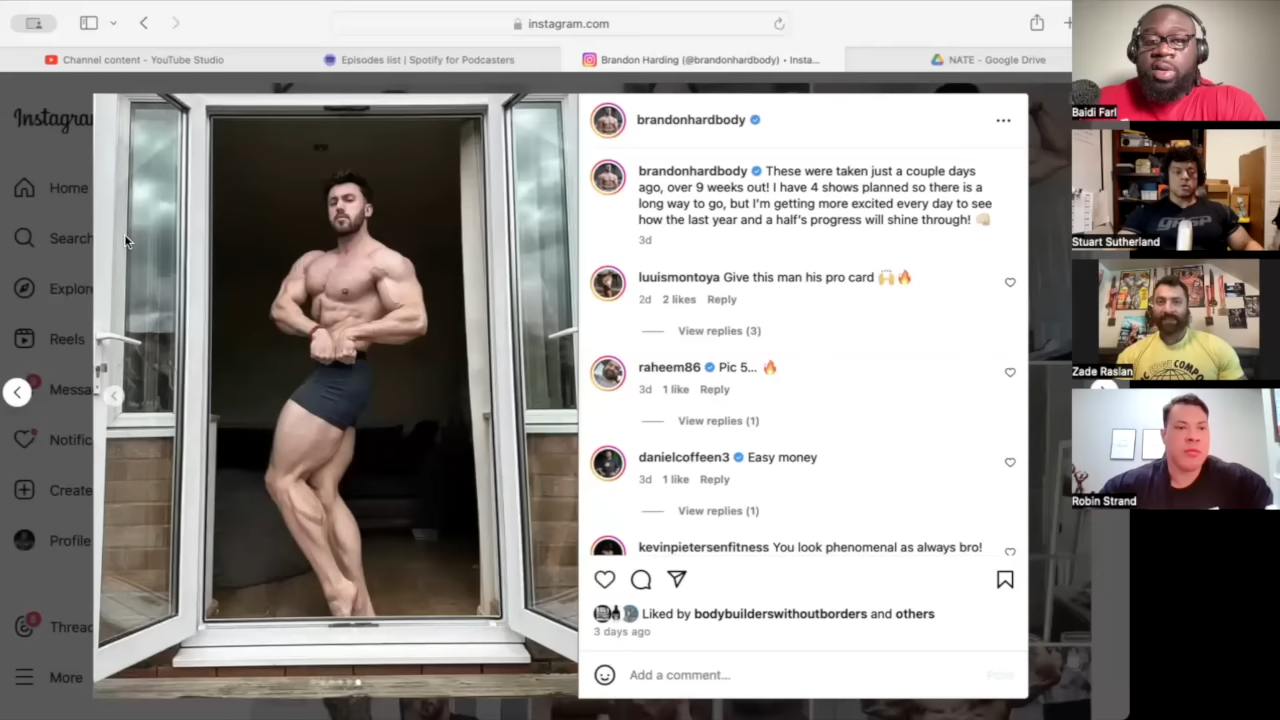 instagram.com
Channel content - YouTube Studio
Episodes list | Spotify for Podcasters
Brandon Harding (@brandonhardbody) • Insta...
NATE - Google Drive
Home
Explor
Reels
Notific
Create
Profile
More
brandonhardbody
brandonhardbody These were taken just a couple days
ago, over 9 weeks out! I have 4 shows planned so there is a
long way to go, but I'm getting more excited every day to see
how the last year and a half's progress will shine through! 👊🏻
3d
luuismontoya Give this man his pro card 🙌🔥
2d 2 likes Reply
View replies (3)
raheem86 Pic 5... 🔥
3d 1 like Reply
View replies (1)
danielcoffeen3 Easy money
3d 1 like Reply
View replies (1)
kevinpietersenfitness You look phenomenal as always bro!
Liked by bodybuilderswithoutborders and others
3 days ago
Add a comment...
Post
Baidi Farl
Stuart Sutherland
Zade Raslan
Robin Strand